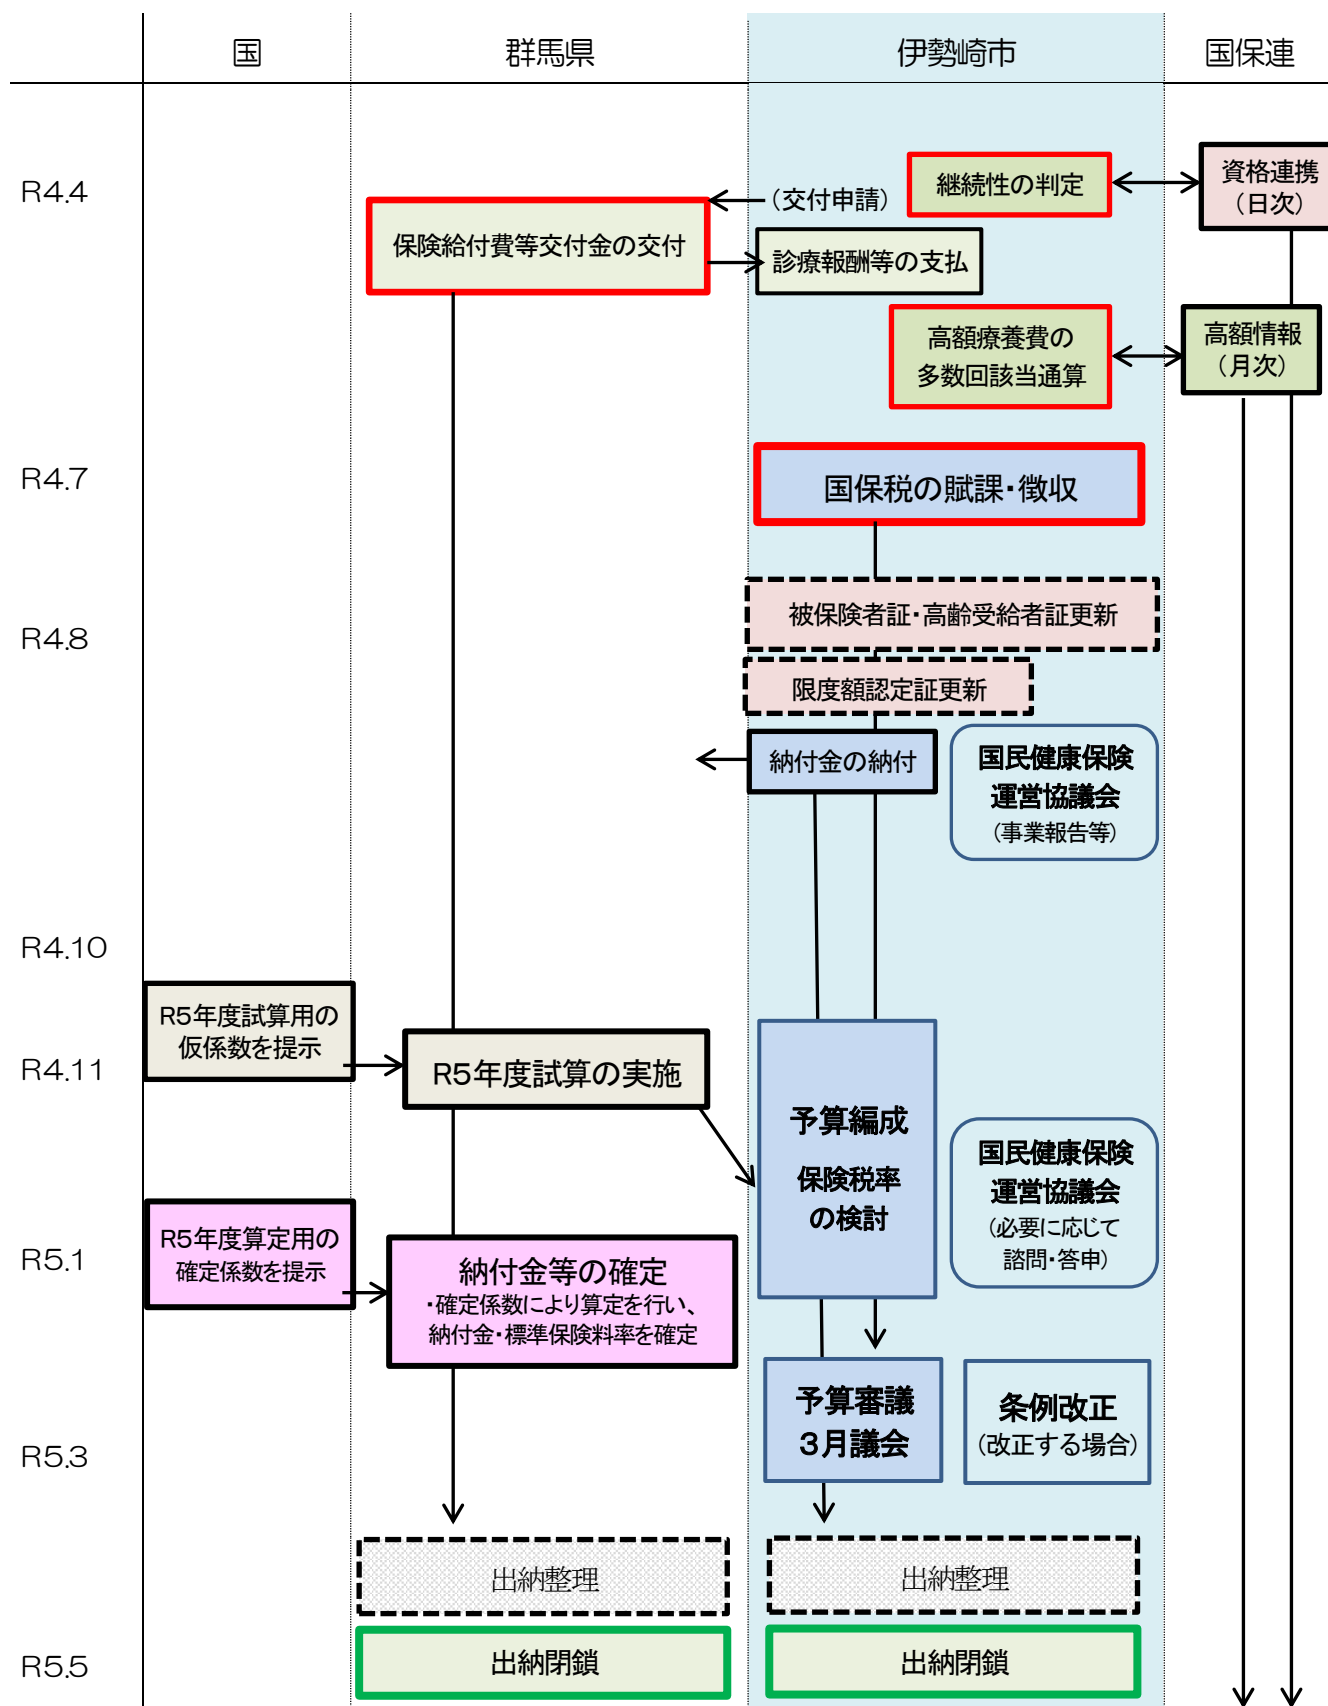 国
群馬県
伊勢崎市
国保連
R4.4
継続性の判定
資格連携
（日次）
（交付申請）
保険給付費等交付金の交付
診療報酬等の支払
高額療養費の
多数回該当通算
高額情報
（月次）
R4.7
国保税の賦課・徴収
R4.8
被保険者証・高齢受給者証更新
限度額認定証更新
納付金の納付
国民健康保険
運営協議会
（事業報告等）
R4.10
R5年度試算用の
仮係数を提示
R4.11
R5年度試算の実施
予算編成
保険税率
の検討
国民健康保険
運営協議会
（必要に応じて
諮問・答申）
R5.1
R5年度算定用の
確定係数を提示
納付金等の確定
・確定係数により算定を行い、
納付金・標準保険料率を確定
R5.3
予算審議
３月議会
条例改正
（改正する場合）
出納整理
出納整理
R5.5
出納閉鎖
出納閉鎖